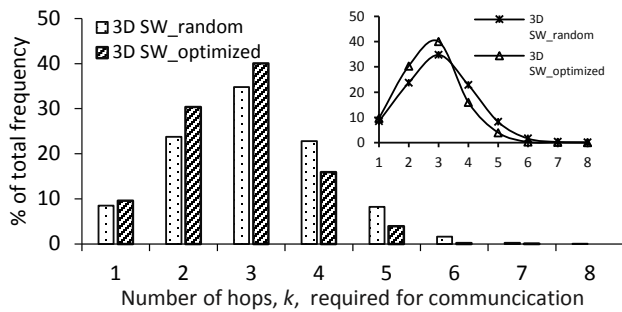 % of total frequency
50
40
30
20
10
0
3D SW_random
3D SW_optimized
1 2 3 4 5 6 7 8
Number of hops, k, required for communcication
50
40
30
20
10
0
3D
SW_random
3D
SW_optimized
1 2 3 4 5 6 7 8